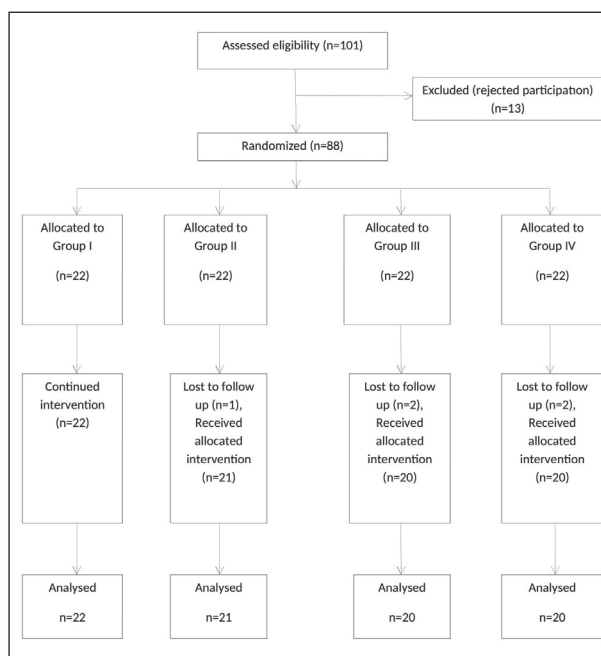 Assessed eligibility (n=101)
Excluded (rejected participation)
(n=13)
Randomized (n=88)
Allocated to
Group I
(n=22)
Allocated to
Group II
(n=22)
Allocated to
Group III
(n=22)
Allocated to
Group IV
(n=22)
Continued
intervention
(n=22)
Lost to follow
up (n=1),
Received
allocated
intervention
(n=21)
Lost to follow
up (n=2),
Received
allocated
intervention
(n=20)
Lost to follow
up (n=2),
Received
allocated
intervention
(n=20)
Analysed
n=22
Analysed
n=21
Analysed
n=20
Analysed
n=20